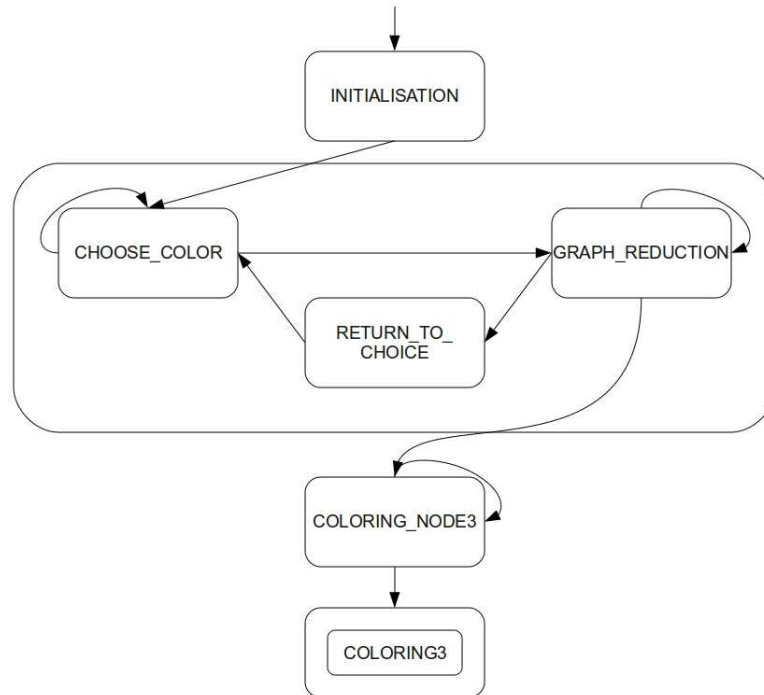 INITIALISATION
CHOOSE_COLOR
GRAPH_REDUCTION
RETURN_TO_
CHOICE
COLORING_NODE3
COLORING3